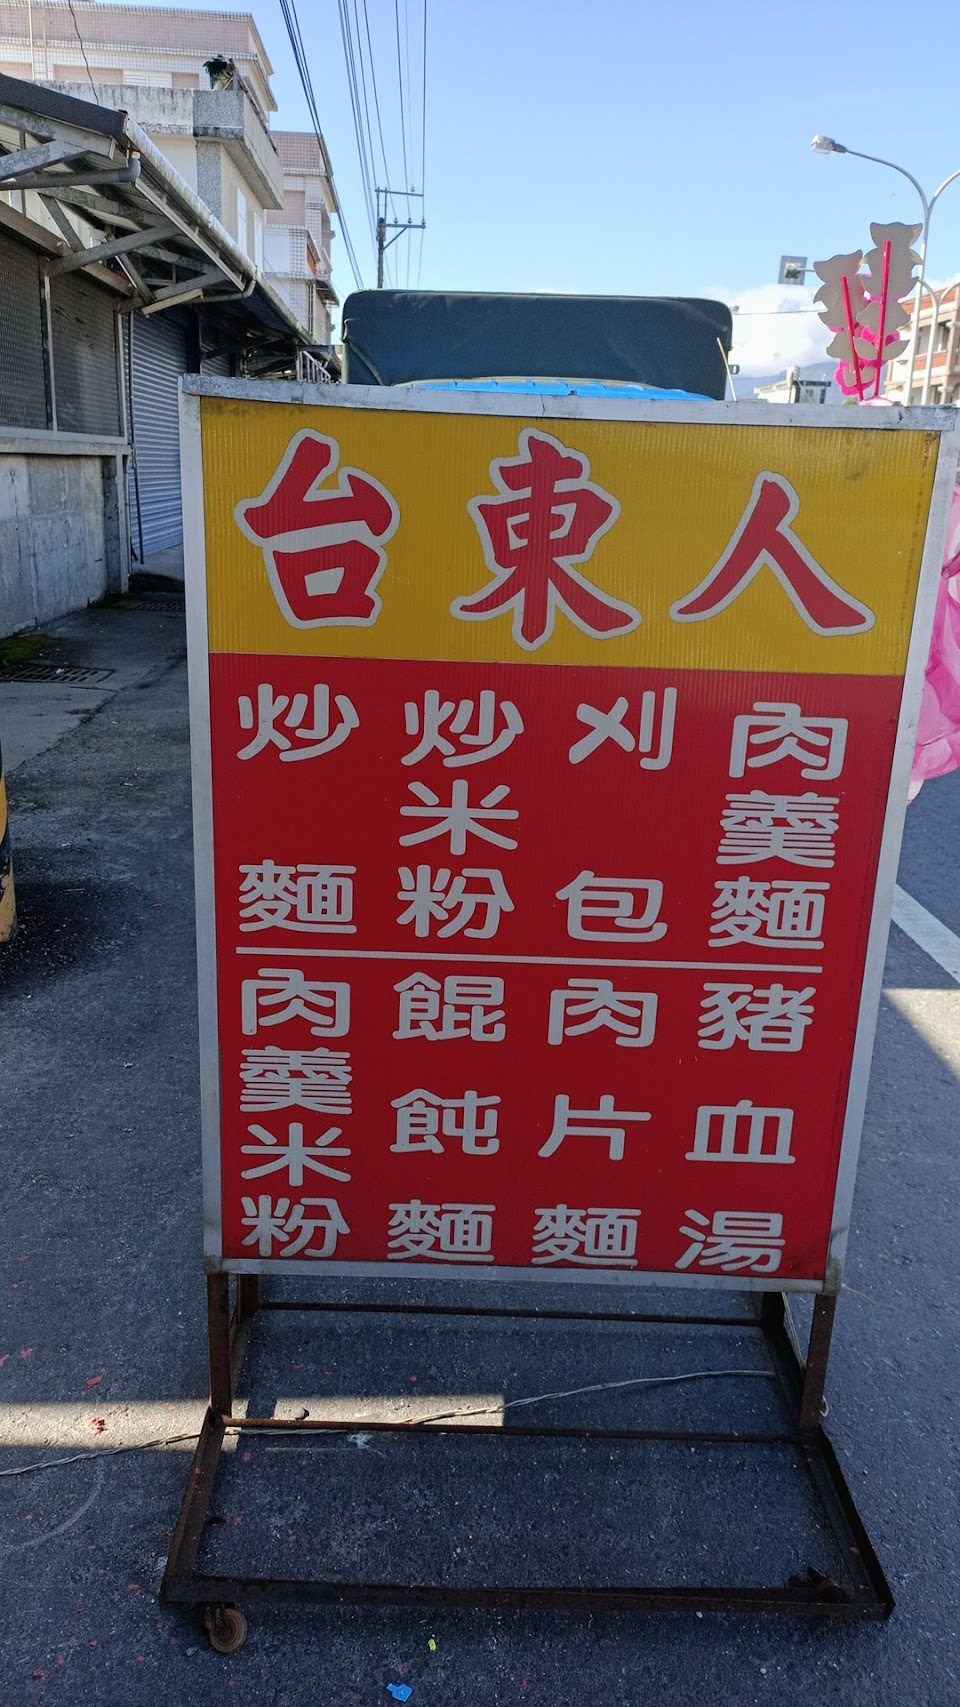 台東人
炒麵
炒米粉
刈包
肉羹麵
肉羹米粉
餛飩麵
肉片麵
豬血湯